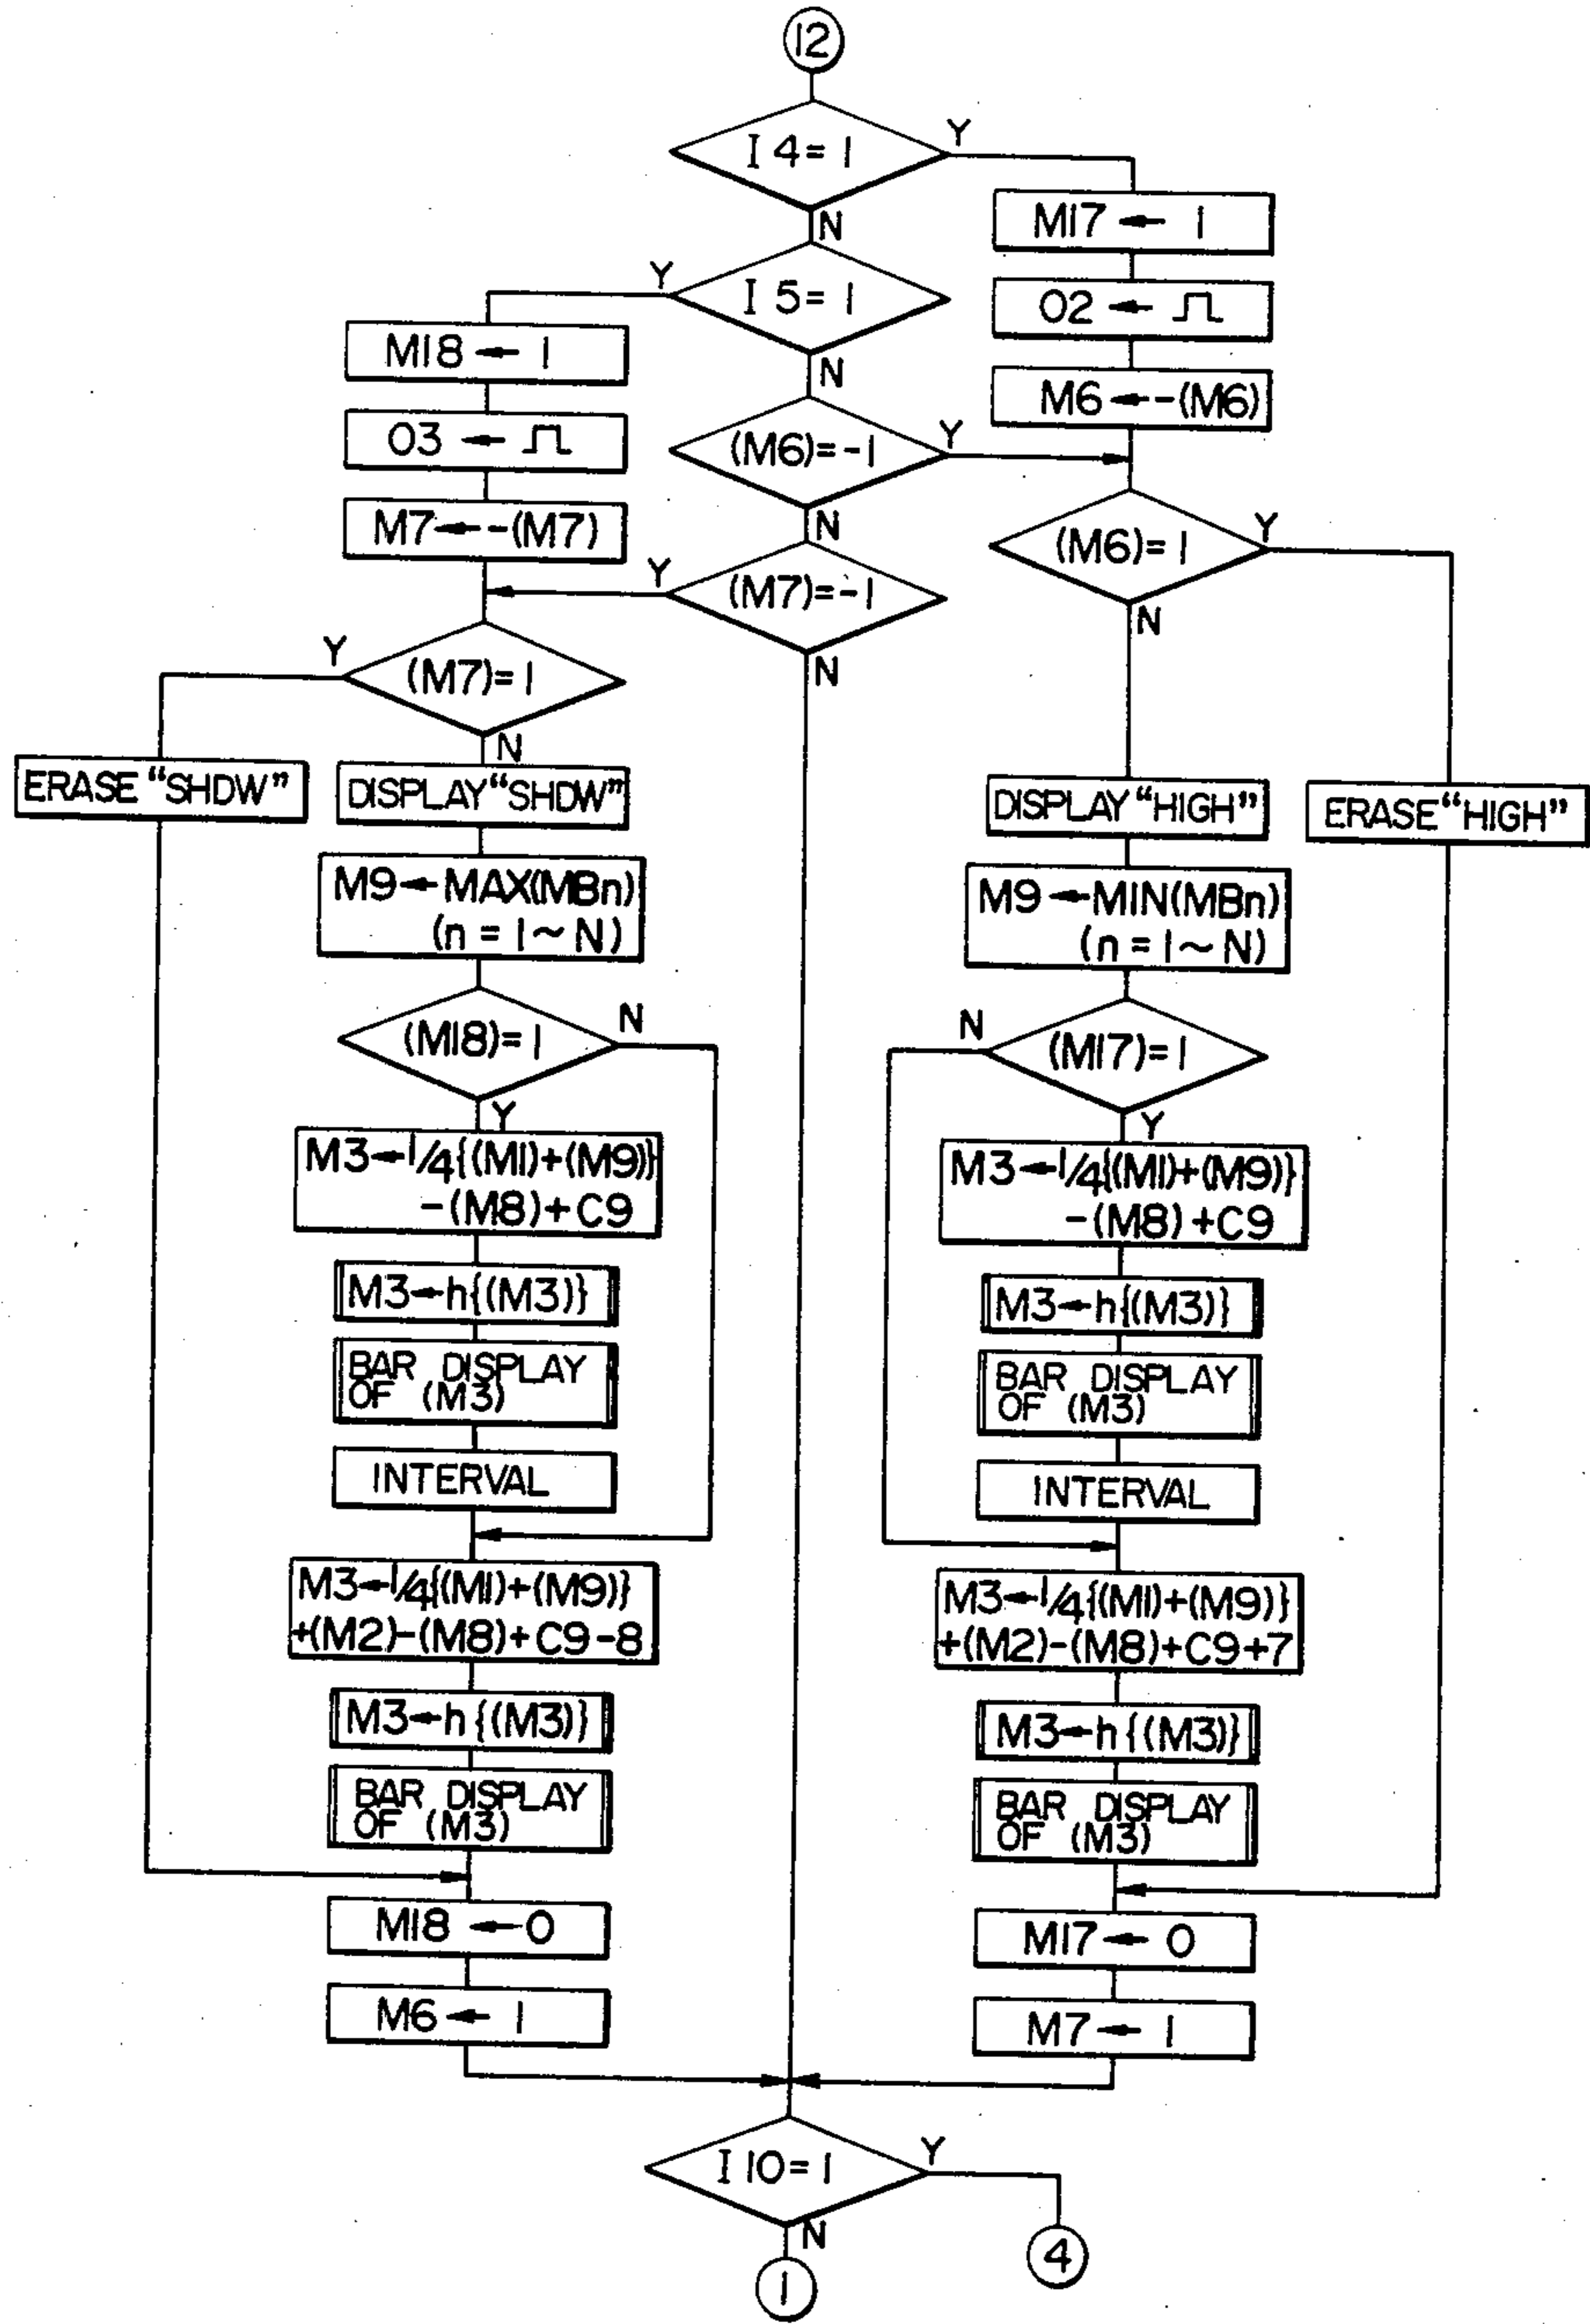 12
I 4 = 1
Y
N
M17 ← 1
O2 ←
M6 ← -(M6)
I 5 = 1
Y
N
M18 ← 1
O3 ←
M7 ← -(M7)
(M6) = -1
Y
N
(M7) = -1
Y
N
(M6) = 1
Y
N
(M7) = 1
Y
N
ERASE “SHDW”
DISPLAY “SHDW”
M9 ← MAX(MBn)
(n = 1 ~ N)
(M18) = 1
N
Y
M3 ← 1/4{(M1)+(M9)}
-(M8)+C9
M3 ← h{(M3)}
BAR DISPLAY
OF (M3)
INTERVAL
M3 ← 1/4{(M1)+(M9)}
+(M2)-(M8)+C9-8
M3 ← h{(M3)}
BAR DISPLAY
OF (M3)
M18 ← 0
M6 ← 1
DISPLAY “HIGH”
ERASE “HIGH”
M9 ← MIN(MBn)
(n = 1 ~ N)
(M17) = 1
N
Y
M3 ← 1/4{(M1)+(M9)}
-(M8)+C9
M3 ← h{(M3)}
BAR DISPLAY
OF (M3)
INTERVAL
M3 ← 1/4{(M1)+(M9)}
+(M2)-(M8)+C9+7
M3 ← h{(M3)}
BAR DISPLAY
OF (M3)
M17 ← 0
M7 ← 1
I 10 = 1
Y
N
4
1